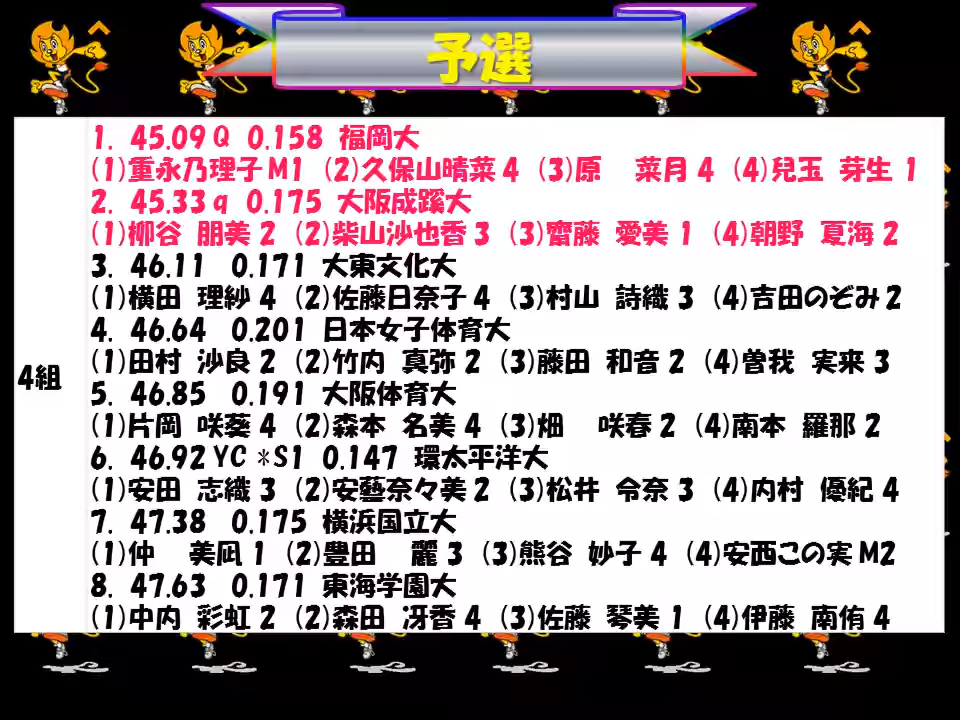 予選
4組
1. 45.09 Q 0.158 福岡大
(1)重永乃理子 M1 (2)久保山晴菜 4 (3)原 菜月 4 (4)兒玉 芽生 1
2. 45.33 q 0.175 大阪成蹊大
(1)柳谷 朋美 2 (2)柴山沙也香 3 (3)齋藤 愛美 1 (4)朝野 夏海 2
3. 46.11 0.171 大東文化大
(1)横田 理紗 4 (2)佐藤日奈子 4 (3)村山 詩織 3 (4)吉田のぞみ 2
4. 46.64 0.201 日本女子体育大
(1)田村 沙良 2 (2)竹内 真弥 2 (3)藤田 和音 2 (4)曽我 実来 3
5. 46.85 0.191 大阪体育大
(1)片岡 咲葵 4 (2)森本 名美 4 (3)畑 咲春 2 (4)南本 羅那 2
6. 46.92 YC *S1 0.147 環太平洋大
(1)安田 志織 3 (2)安藝奈々美 2 (3)松井 令奈 3 (4)内村 優紀 4
7. 47.38 0.175 横浜国立大
(1)仲 美凪 1 (2)豊田 麗 3 (3)熊谷 妙子 4 (4)安西この実 M2
8. 47.63 0.171 東海学園大
(1)中内 彩虹 2 (2)森田 冴香 4 (3)佐藤 琴美 1 (4)伊藤 南侑 4